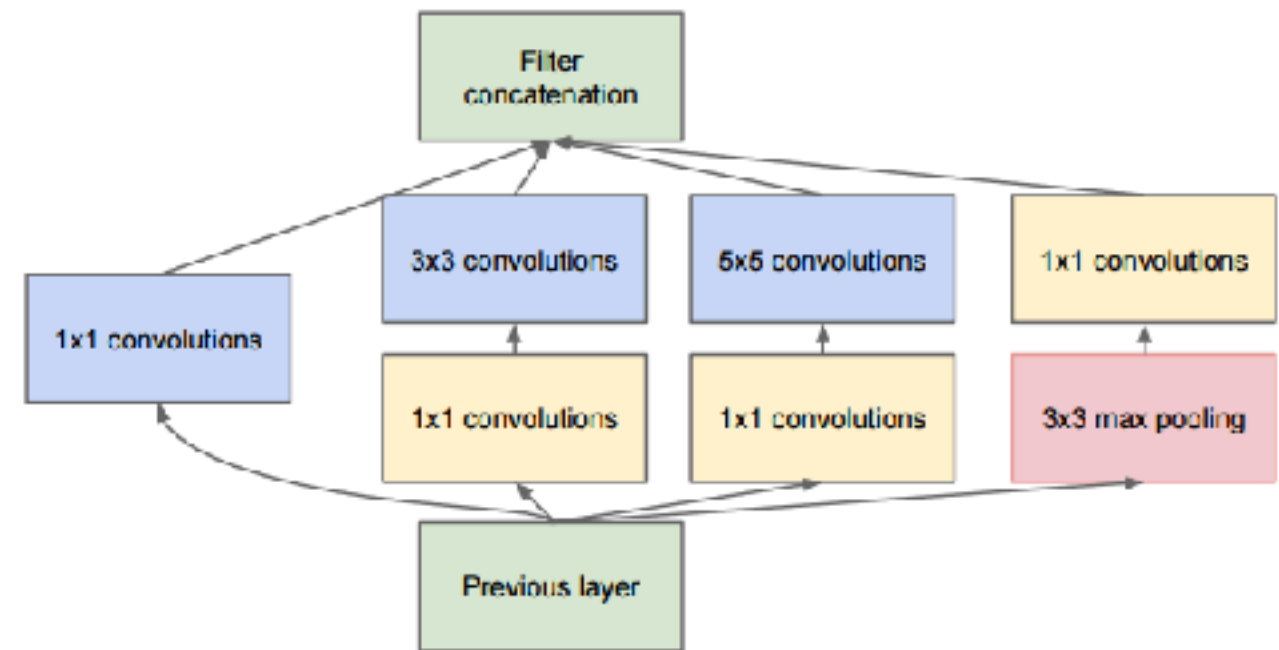 Filter
concatenation
3x3 convolutions
5x5 convolutions
1x1 convolutions
1x1 convolutions
1x1 convolutions
1x1 convolutions
3x3 max pooling
Previous layer